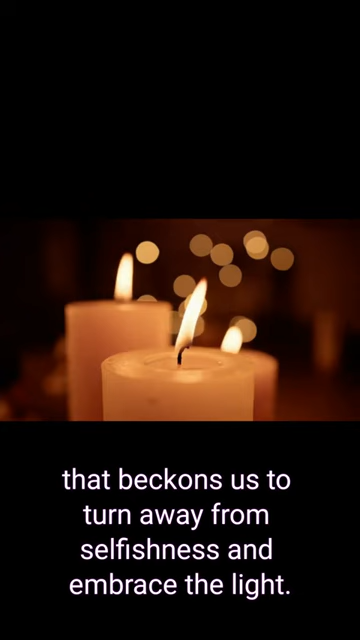 that beckons us to
turn away from
selfishness and
embrace the light.